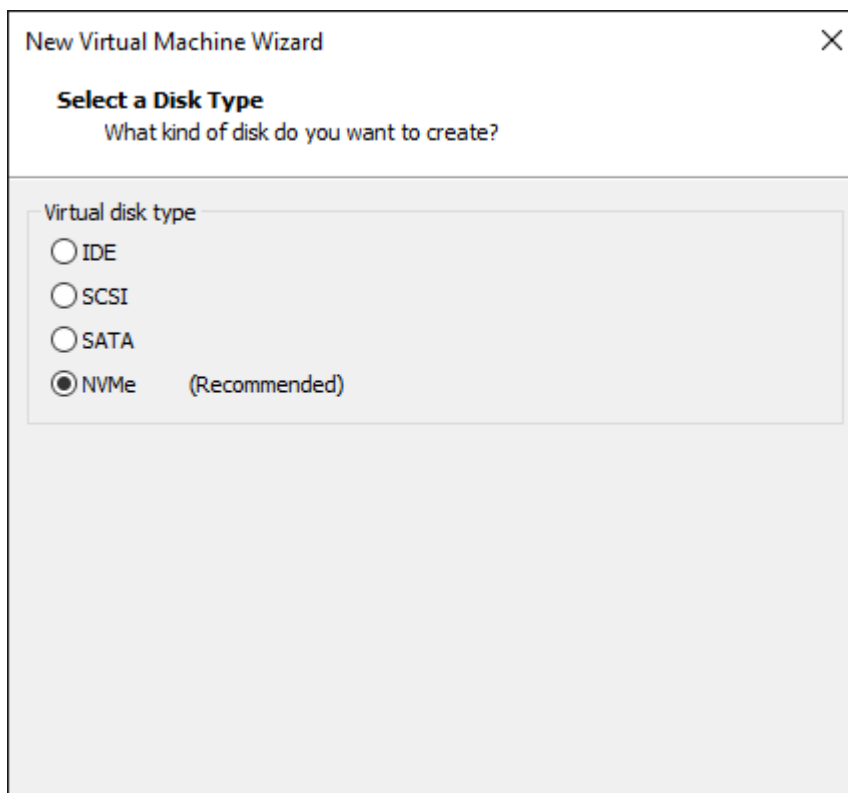 New Virtual Machine Wizard
Select a Disk Type
What kind of disk do you want to create?
Virtual disk type
IDE
SCSI
SATA
NVMe (Recommended)